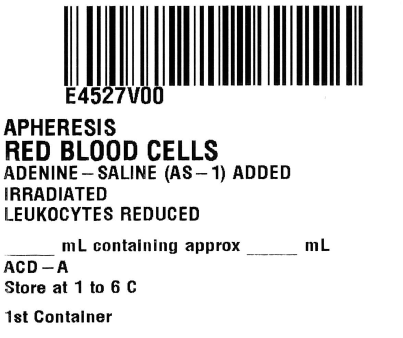 E4527V00
APHERESIS
RED BLOOD CELLS
ADENINE–SALINE (AS–1) ADDED
IRRADIATED
LEUKOCYTES REDUCED
_____ mL containing approx _____ mL
ACD–A
Store at 1 to 6 C
1st Container